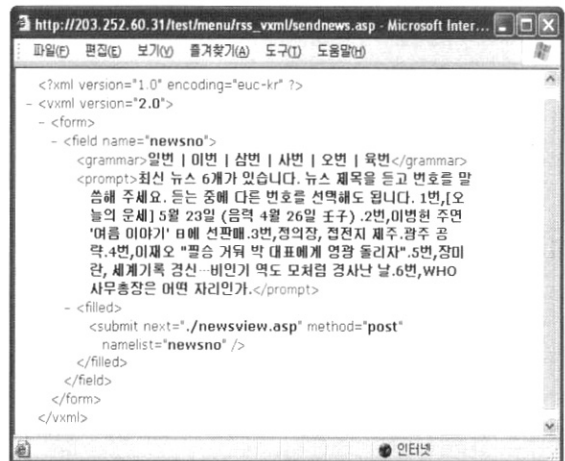 http://203.252.60.31/test/menu/rss_vxml/sendnews.asp - Microsoft Inter...
파일(F) 편집(E) 보기(V) 즐겨찾기(A) 도구(T) 도움말(H)
<?xml version="1.0" encoding="euc-kr" ?>
- <vxml version="2.0">
- <form>
- <field name="newsno">
<grammar>일번 | 이번 | 삼번 | 사번 | 오번 | 육번</grammar>
<prompt>최신 뉴스 6개가 있습니다. 뉴스 제목을 듣고 번호를 말
씀해 주세요. 듣는 중에 다른 번호를 선택해도 됩니다. 1번,[오
늘의 운세] 5월 23일 (음력 4월 26일 壬子) .2번,이병헌 주연
'여름 이야기' 日에 선판매.3번,정의장, 접전지 제주.광주 공
략.4번,이재오 "필승 거둬 박 대표에게 영광 돌리자".5번,장미
란, 세계기록 경신…비인기 역도 모처럼 경사난 날.6번,WHO
사무총장은 어떤 자리인가.</prompt>
- <filled>
<submit next="./newsview.asp" method="post"
namelist="newsno" />
</filled>
</field>
</form>
</vxml>
인터넷